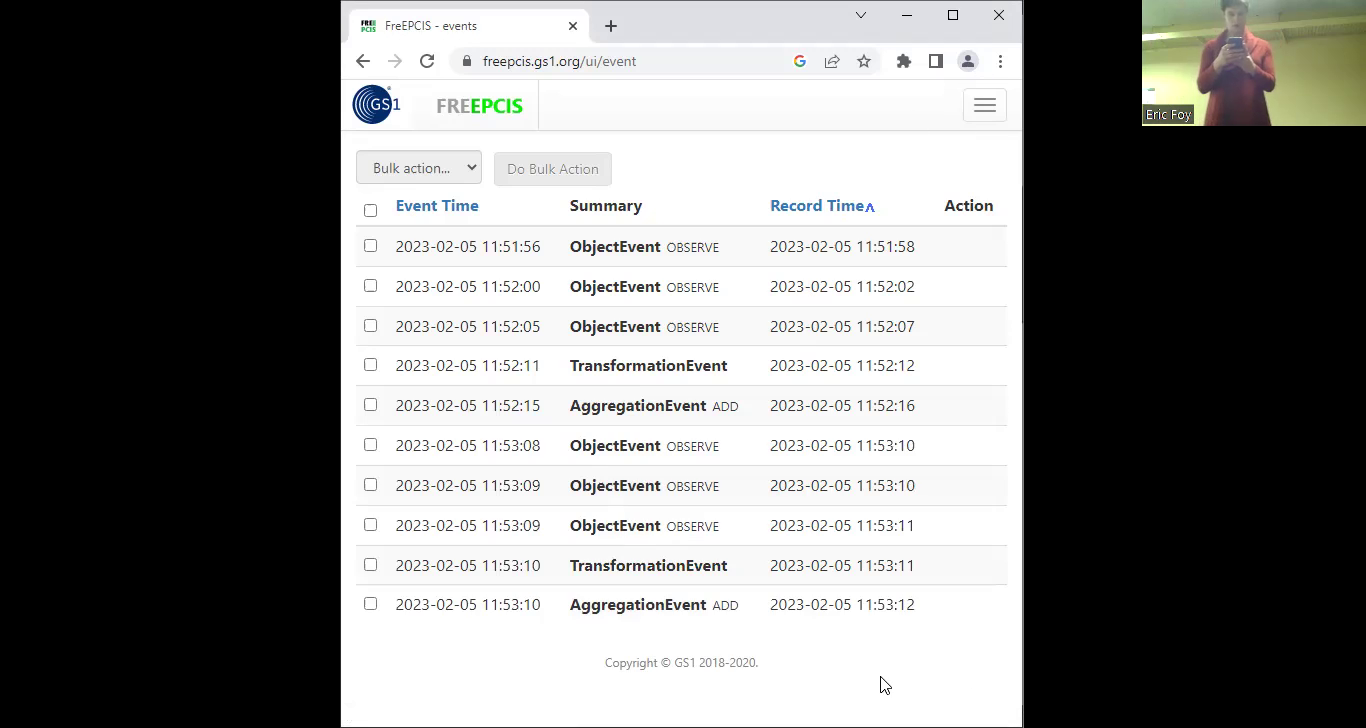 FreEPCIS - events
freepcis.gs1.org/ui/event
GS1 FREEPCIS
Eric Foy
Bulk action... Do Bulk Action
Event Time Summary Record Time Action
2023-02-05 11:51:56 ObjectEvent OBSERVE 2023-02-05 11:51:58
2023-02-05 11:52:00 ObjectEvent OBSERVE 2023-02-05 11:52:02
2023-02-05 11:52:05 ObjectEvent OBSERVE 2023-02-05 11:52:07
2023-02-05 11:52:11 TransformationEvent 2023-02-05 11:52:12
2023-02-05 11:52:15 AggregationEvent ADD 2023-02-05 11:52:16
2023-02-05 11:53:08 ObjectEvent OBSERVE 2023-02-05 11:53:10
2023-02-05 11:53:09 ObjectEvent OBSERVE 2023-02-05 11:53:10
2023-02-05 11:53:09 ObjectEvent OBSERVE 2023-02-05 11:53:11
2023-02-05 11:53:10 TransformationEvent 2023-02-05 11:53:11
2023-02-05 11:53:10 AggregationEvent ADD 2023-02-05 11:53:12
Copyright © GS1 2018-2020.